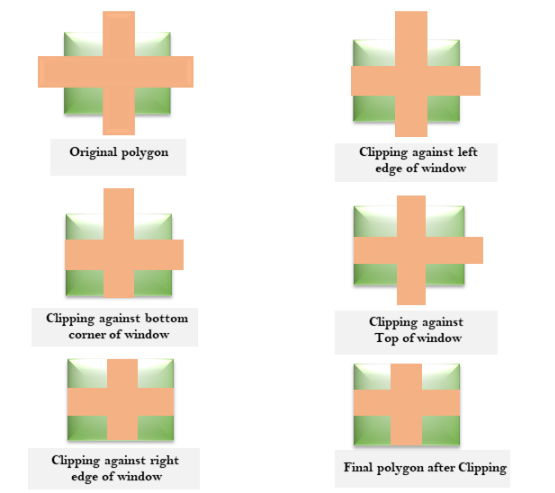 Original polygon
Clipping against left
edge of window
Clipping against bottom
corner of window
Clipping against
Top of window
Clipping against right
edge of window
Final polygon after Clipping